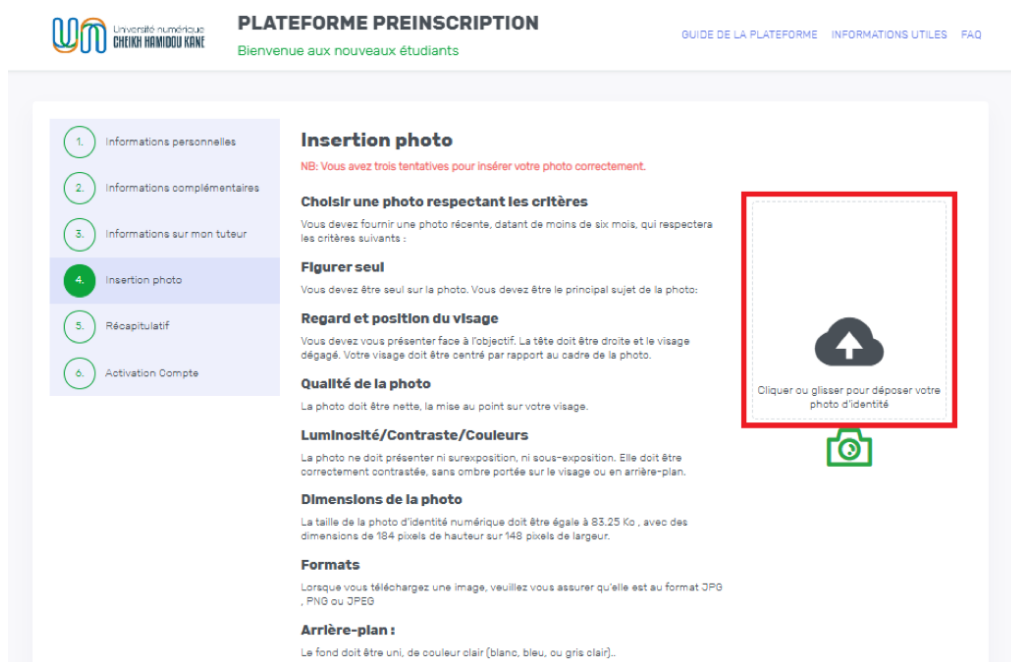 Université numérique
CHEIKH HAMIDOU KANE
PLATEFORME PREINSCRIPTION
Bienvenue aux nouveaux étudiants
GUIDE DE LA PLATEFORME INFORMATIONS UTILES FAQ
1. Informations personnelles
2. Informations complémentaires
3. Informations sur mon tuteur
4. Insertion photo
5. Récapitulatif
6. Activation Compte
Insertion photo
NB: Vous avez trois tentatives pour insérer votre photo correctement.
Choisir une photo respectant les critères
Vous devez fournir une photo récente, datant de moins de six mois, qui respectera
les critères suivants :
Figurer seul
Vous devez être seul sur la photo. Vous devez être le principal sujet de la photo:
Regard et position du visage
Vous devez vous présenter face à l'objectif. La tête doit être droite et le visage
dégagé. Votre visage doit être centré par rapport au cadre de la photo.
Qualité de la photo
La photo doit être nette, la mise au point sur votre visage.
Luminosité/Contraste/Couleurs
La photo ne doit présenter ni surexposition, ni sous-exposition. Elle doit être
correctement contrastée, sans ombre portée sur le visage ou en arrière-plan.
Dimensions de la photo
La taille de la photo d'identité numérique doit être égale à 83.25 Ko , avec des
dimensions de 184 pixels de hauteur sur 148 pixels de largeur.
Formats
Lorsque vous téléchargez une image, veuillez vous assurer qu'elle est au format JPG
, PNG ou JPEG
Arrière-plan :
Le fond doit être uni, de couleur clair (blanc, bleu, ou gris clair)..
Cliquer ou glisser pour déposer votre
photo d'identité